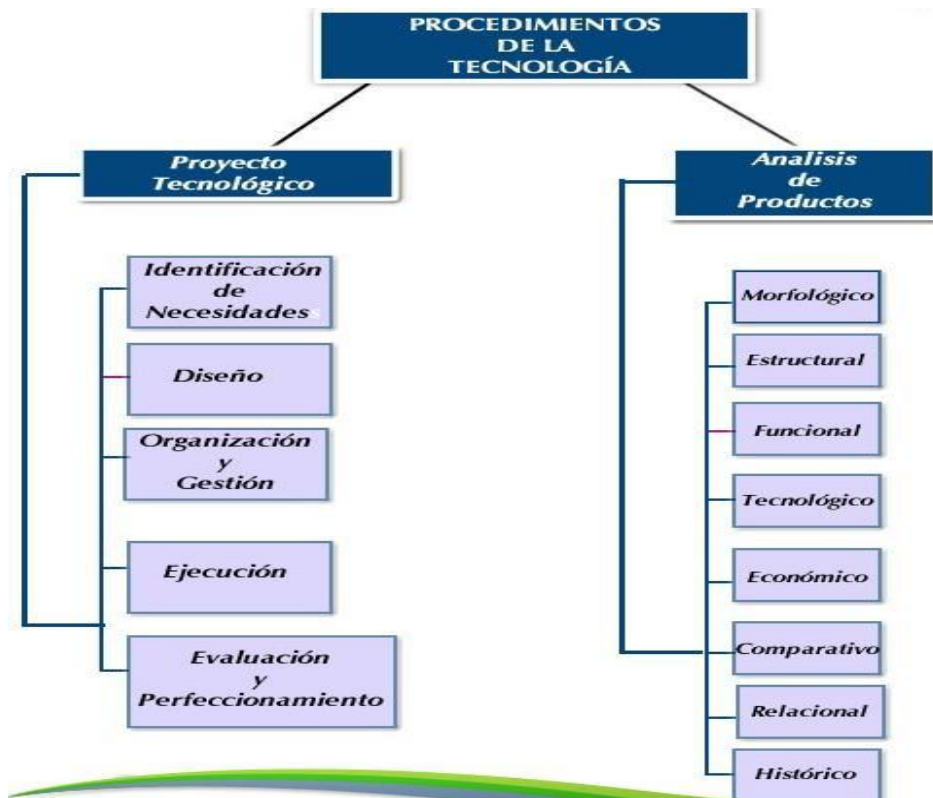 PROCEDIMIENTOS
DE LA
TECNOLOGÍA
Proyecto
Tecnológico
Identificación
de
Necesidades
Diseño
Organización
y
Gestión
Ejecución
Evaluación
y
Perfeccionamiento
Analisis
de
Productos
Morfológico
Estructural
Funcional
Tecnológico
Económico
Comparativo
Relacional
Histórico